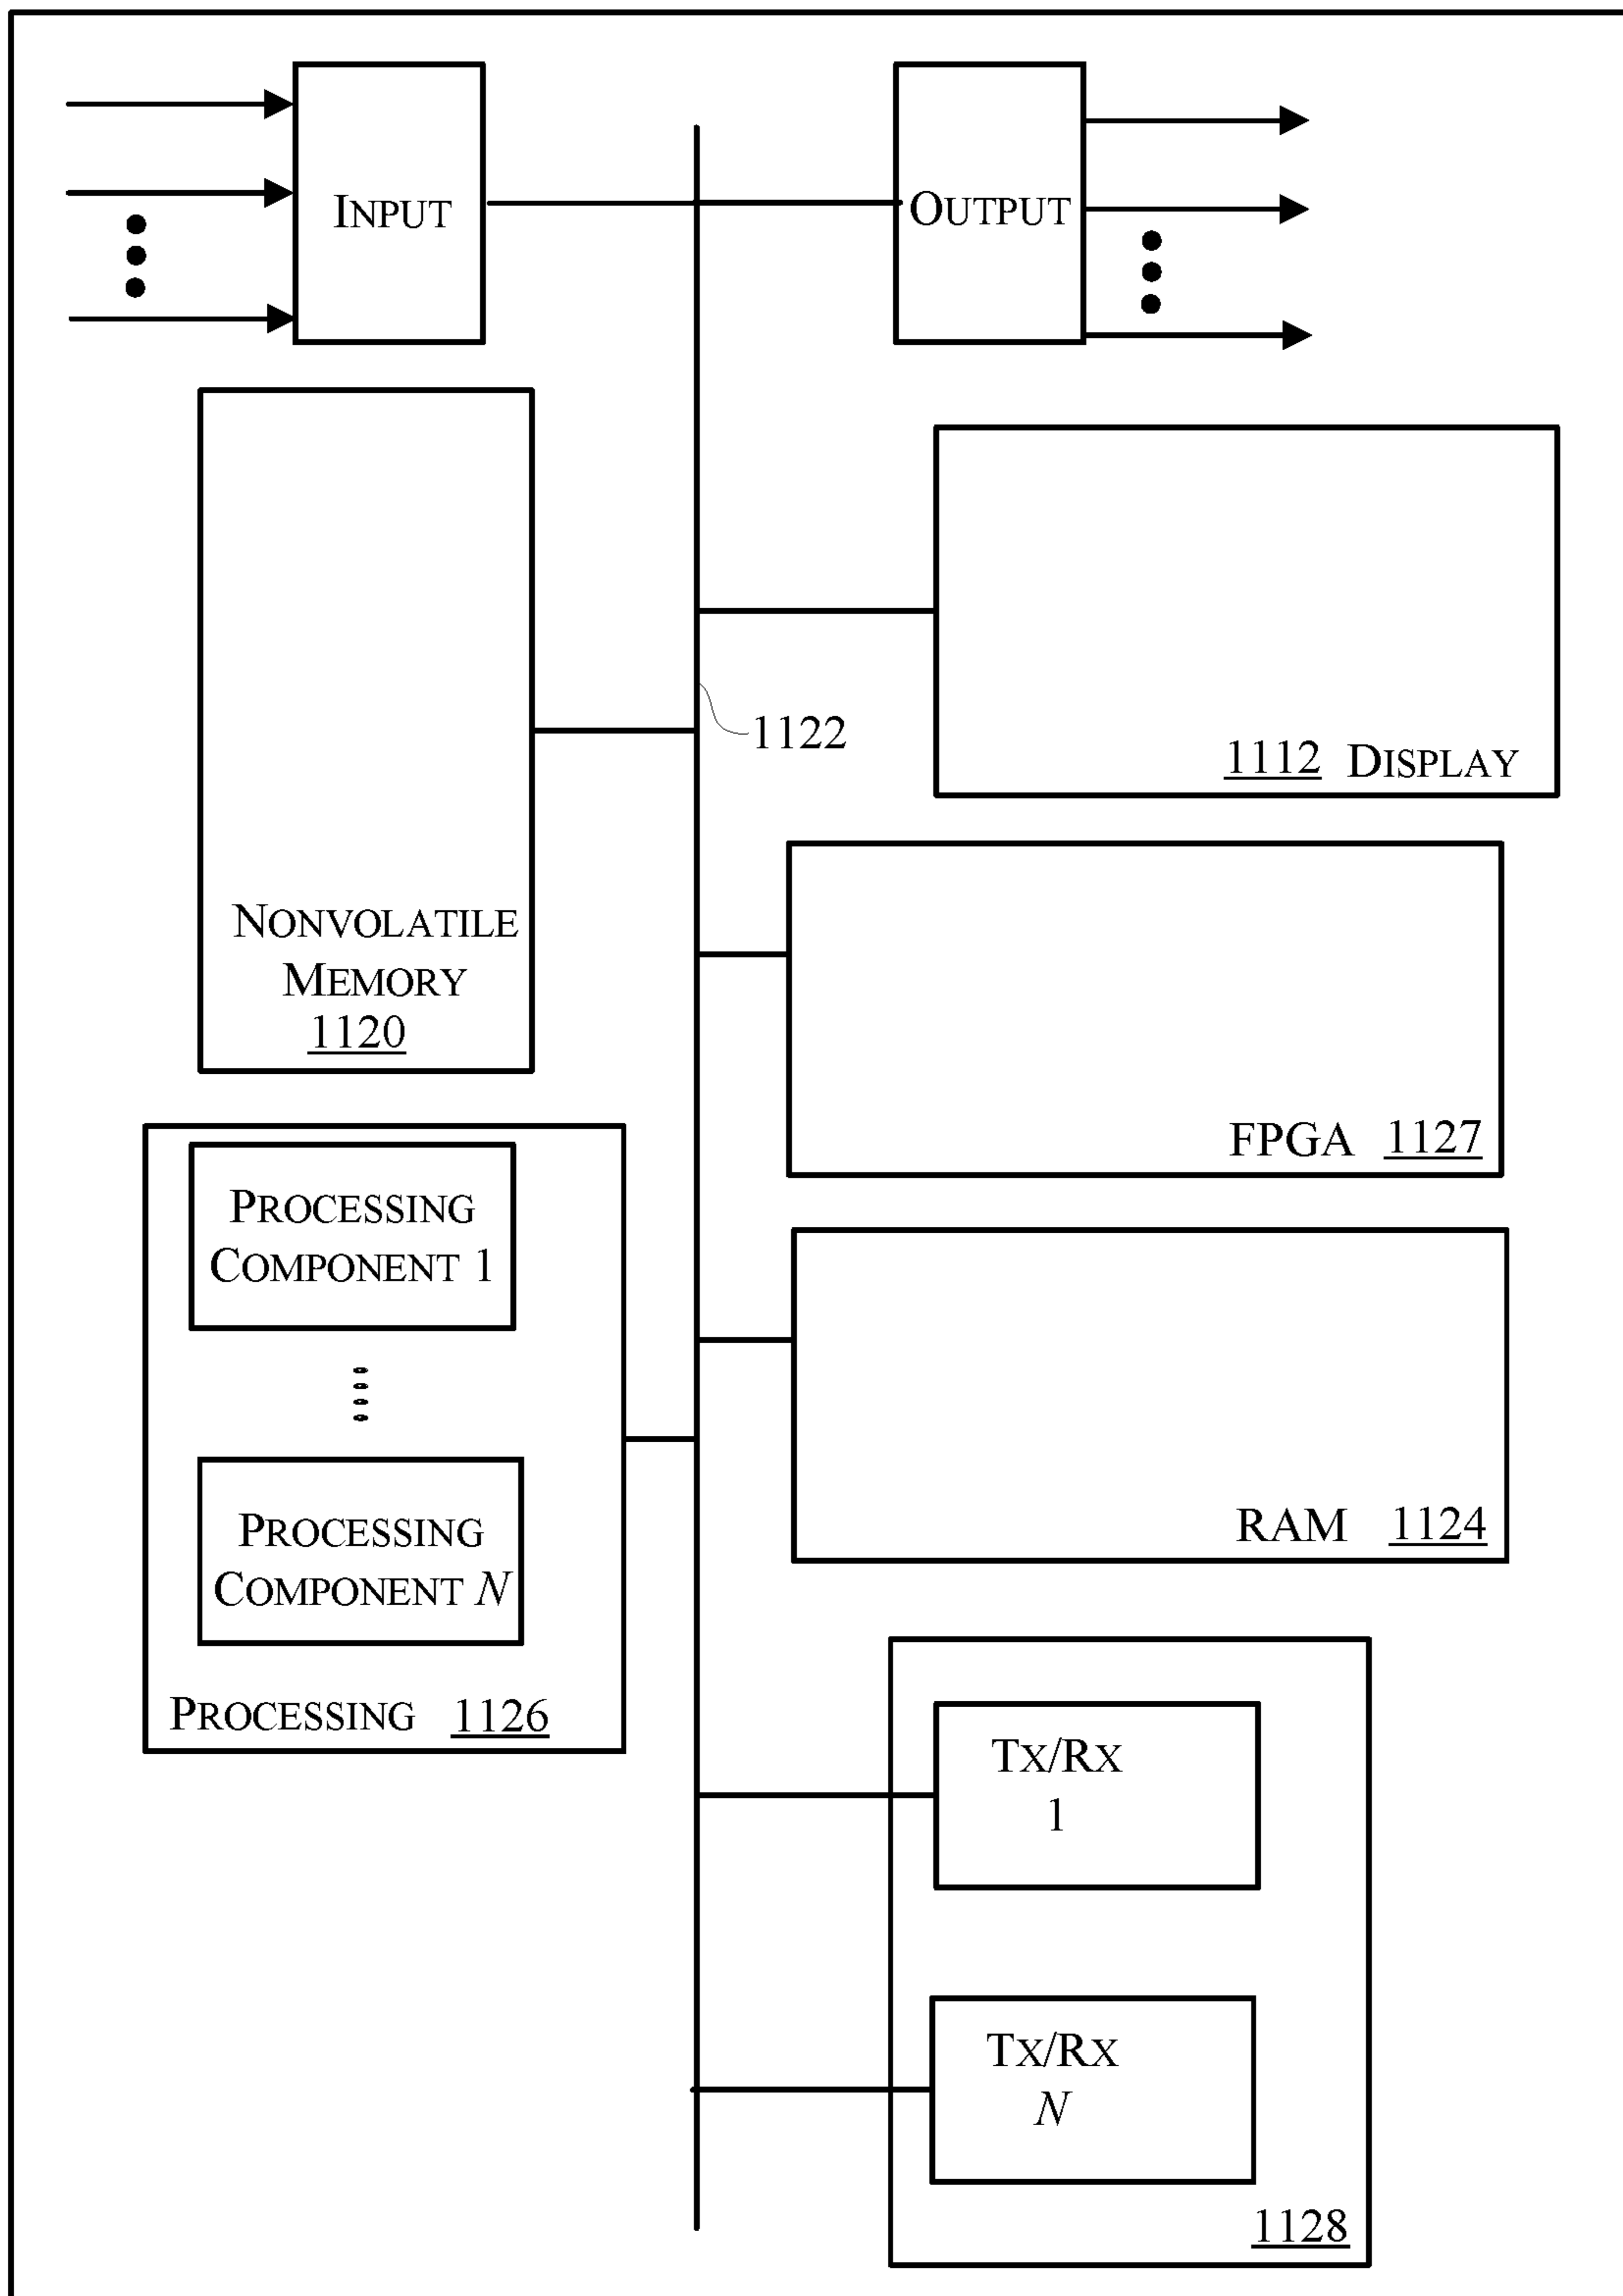 INPUT
OUTPUT
1122
1112 DISPLAY
NONVOLATILE
MEMORY
1120
FPGA 1127
PROCESSING
COMPONENT 1
PROCESSING
COMPONENT N
PROCESSING 1126
RAM 1124
TX/RX
1
TX/RX
N
1128